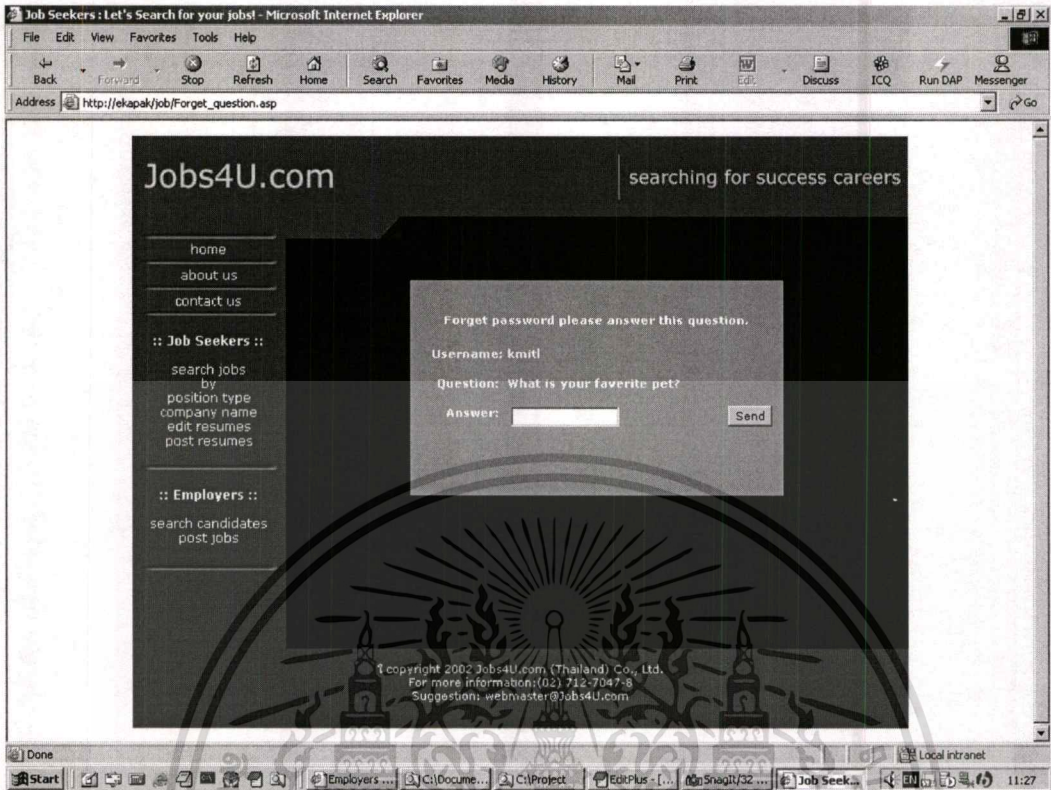 Job Seekers : Let's Search for your jobs! - Microsoft Internet Explorer
File Edit View Favorites Tools Help
Back Forward Stop Refresh Home Search Favorites Media History Mail Print Edit Discuss ICQ Run DAP Messenger
Address http://ekapak/job/Forget_question.asp Go
Jobs4U.com
searching for success careers
home
about us
contact us
:: Job Seekers ::
search jobs
by
position type
company name
edit resumes
post resumes
:: Employers ::
search candidates
post jobs
Forget password please answer this question.
Username: kmitl
Question: What is your faverite pet?
Answer:
Send
copyright 2002 Jobs4U.com (Thailand) Co., Ltd.
For more information:(02) 712-7047-8
Suggestion: webmaster@Jobs4U.com
Done
Local intranet
Start Employers ... C:\Docume... C:\Project EditPlus - [... SnagIt/32 ... Job Seek... EN 11:27